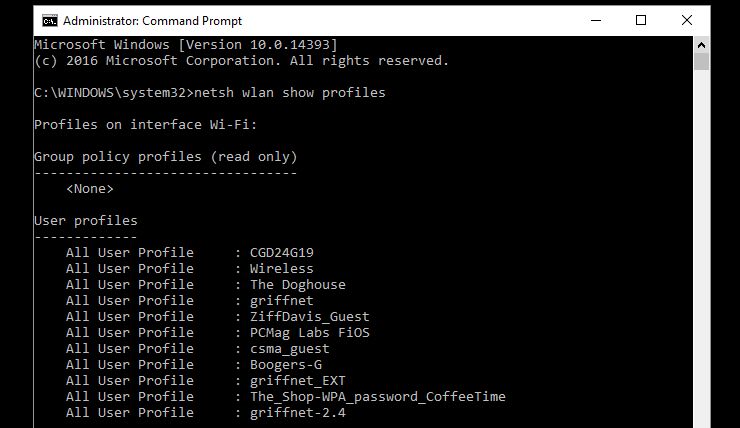 Administrator: Command Prompt
Microsoft Windows [Version 10.0.14393]
(c) 2016 Microsoft Corporation. All rights reserved.
C:\WINDOWS\system32>netsh wlan show profiles
Profiles on interface Wi-Fi:
Group policy profiles (read only)
---------------------------------
    <None>
User profiles
-------------
    All User Profile     : CGD24G19
    All User Profile     : Wireless
    All User Profile     : The Doghouse
    All User Profile     : griffnet
    All User Profile     : ZiffDavis_Guest
    All User Profile     : PCMag Labs FiOS
    All User Profile     : csma_guest
    All User Profile     : Boogers-G
    All User Profile     : griffnet_EXT
    All User Profile     : The_Shop-WPA_password_CoffeeTime
    All User Profile     : griffnet-2.4